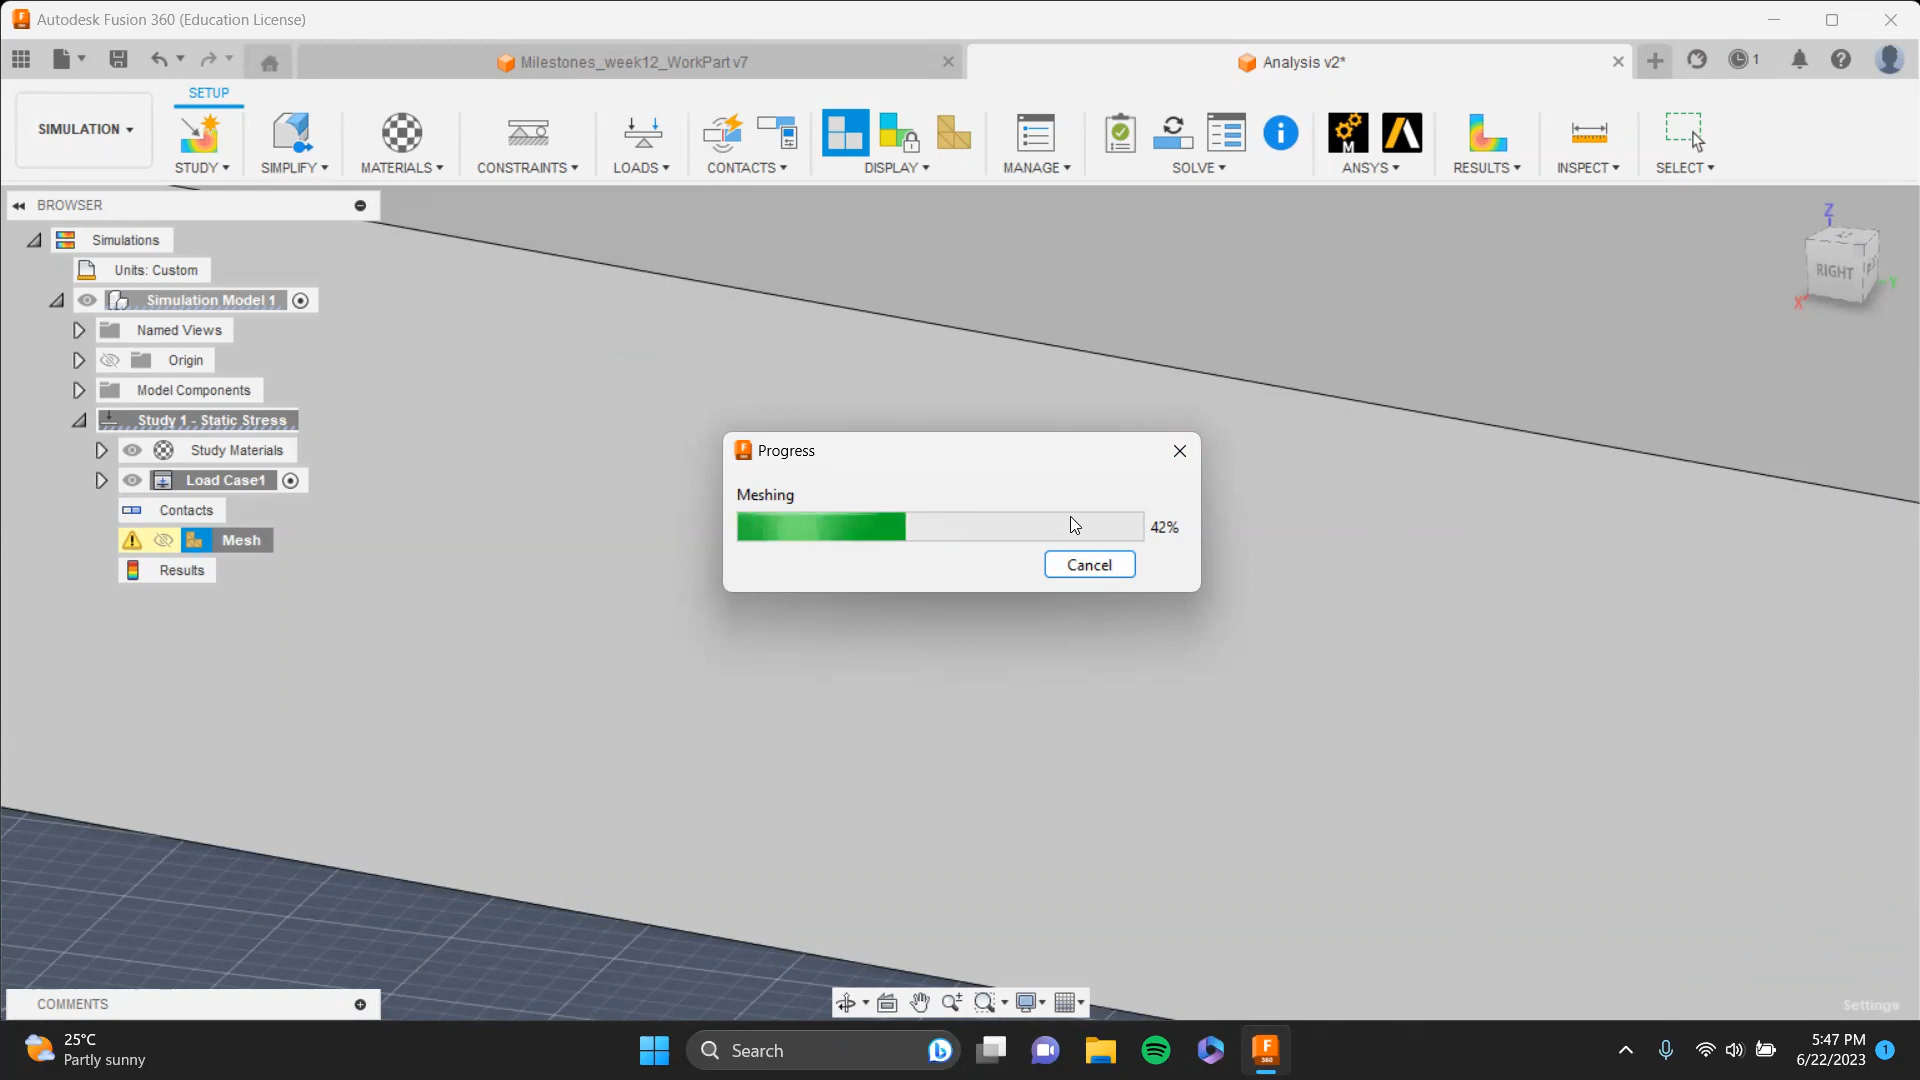 Autodesk Fusion 360 (Education License)
Milestones_week12_WorkPart v7
Analysis v2*
1
SIMULATION
SETUP
STUDY
SIMPLIFY
MATERIALS
CONSTRAINTS
LOADS
CONTACTS
DISPLAY
MANAGE
SOLVE
ANSYS
RESULTS
INSPECT
SELECT
BROWSER
Simulations
Units: Custom
Simulation Model 1
Named Views
Origin
Model Components
Study 1 - Static Stress
Study Materials
Load Case1
Contacts
Mesh
Results
Z
RIGHT
X
Y
Progress
Meshing
42%
Cancel
COMMENTS
Settings
25°C
Partly sunny
Search
5:47 PM
6/22/2023
1